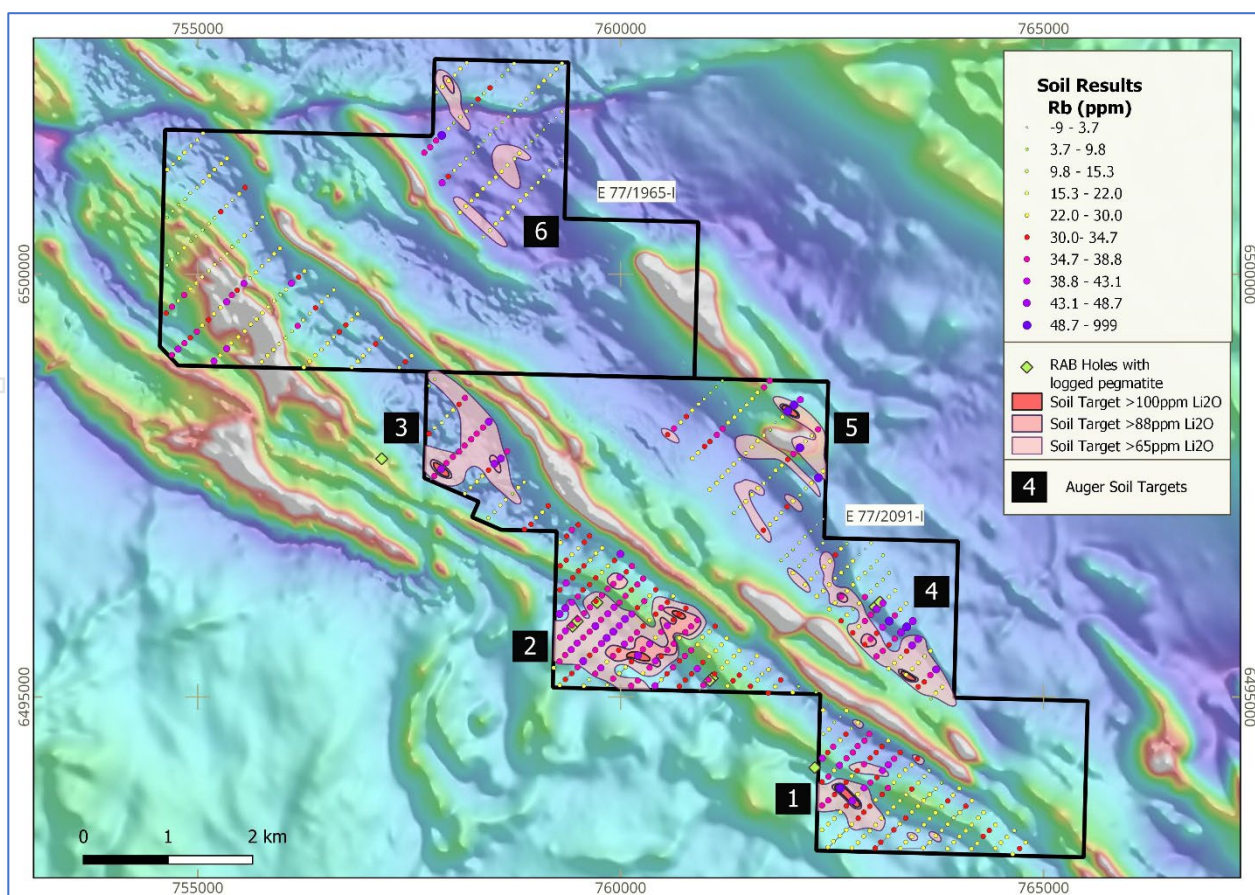 755000 760000 765000
Soil Results
Rb (ppm)
-9 - 3.7
3.7 - 9.8
9.8 - 15.3
15.3 - 22.0
22.0 - 30.0
30.0- 34.7
34.7 - 38.8
38.8 - 43.1
43.1 - 48.7
48.7 - 999
RAB Holes with
logged pegmatite
Soil Target >100ppm Li2O
Soil Target >88ppm Li2O
Soil Target >65ppm Li2O
4 Auger Soil Targets
E 77/1965-I
6
6500000 6500000
3
5
E 77/2091-I
4
2
6495000 6495000
1
0 1 2 km
755000 760000 765000